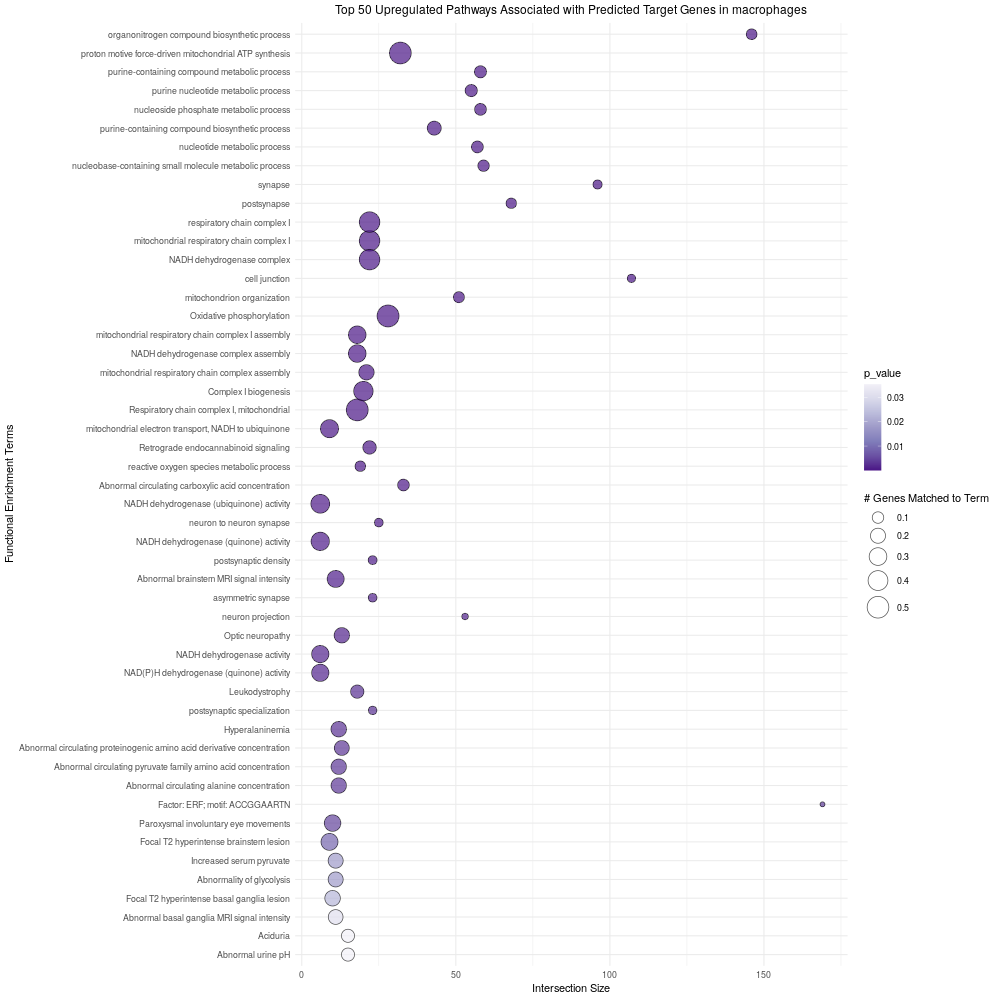 Top 50 Upregulated Pathways Associated with Predicted Target Genes in macrophages
Functional Enrichment Terms
organonitrogen compound biosynthetic process
proton motive force-driven mitochondrial ATP synthesis
purine-containing compound metabolic process
purine nucleotide metabolic process
nucleoside phosphate metabolic process
purine-containing compound biosynthetic process
nucleotide metabolic process
nucleobase-containing small molecule metabolic process
synapse
postsynapse
respiratory chain complex I
mitochondrial respiratory chain complex I
NADH dehydrogenase complex
cell junction
mitochondrion organization
Oxidative phosphorylation
mitochondrial respiratory chain complex I assembly
NADH dehydrogenase complex assembly
mitochondrial respiratory chain complex assembly
Complex I biogenesis
Respiratory chain complex I, mitochondrial
mitochondrial electron transport, NADH to ubiquinone
Retrograde endocannabinoid signaling
reactive oxygen species metabolic process
Abnormal circulating carboxylic acid concentration
NADH dehydrogenase (ubiquinone) activity
neuron to neuron synapse
NADH dehydrogenase (quinone) activity
postsynaptic density
Abnormal brainstem MRI signal intensity
asymmetric synapse
neuron projection
Optic neuropathy
NADH dehydrogenase activity
NAD(P)H dehydrogenase (quinone) activity
Leukodystrophy
postsynaptic specialization
Hyperalaninemia
Abnormal circulating proteinogenic amino acid derivative concentration
Abnormal circulating pyruvate family amino acid concentration
Abnormal circulating alanine concentration
Factor: ERF; motif: ACCGGAARTN
Paroxysmal involuntary eye movements
Focal T2 hyperintense brainstem lesion
Increased serum pyruvate
Abnormality of glycolysis
Focal T2 hyperintense basal ganglia lesion
Abnormal basal ganglia MRI signal intensity
Aciduria
Abnormal urine pH
0 50 100 150
Intersection Size
p_value
0.03
0.02
0.01
# Genes Matched to Term
0.1
0.2
0.3
0.4
0.5